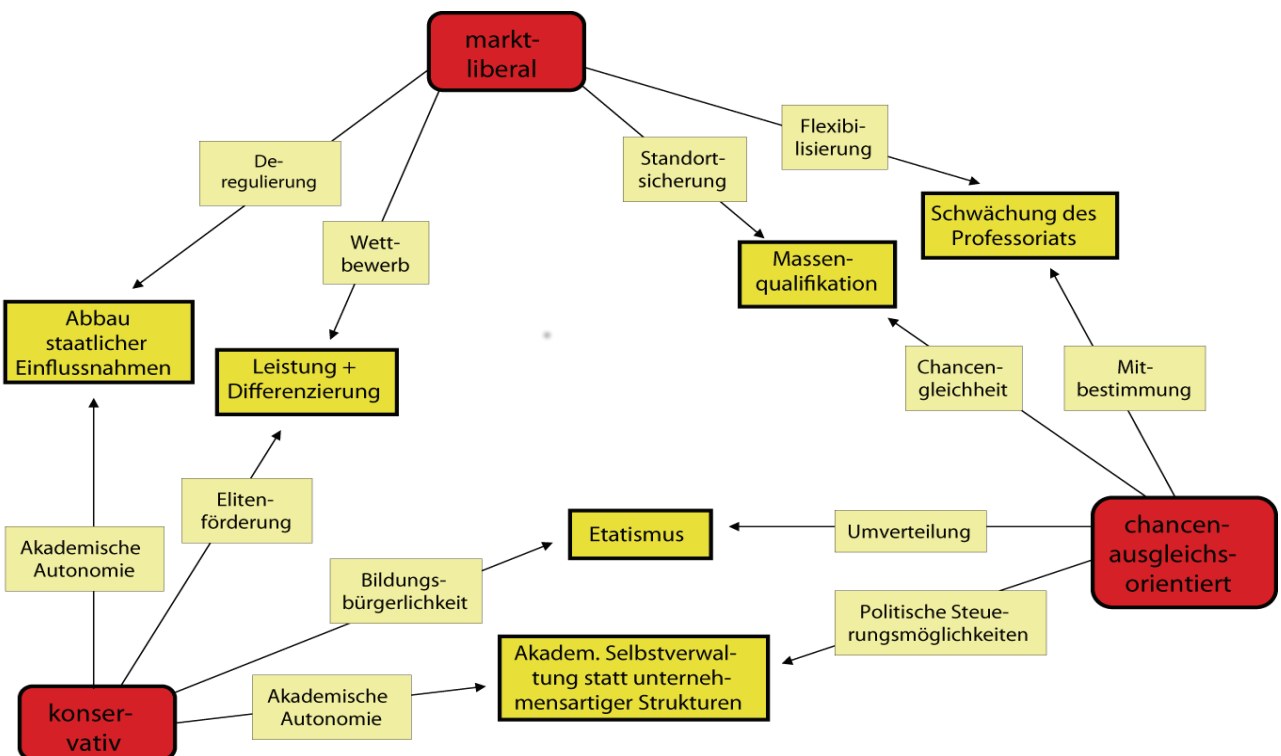 markt-
liberal
De-
regulierung
Wett-
bewerb
Standort-
sicherung
Flexibi-
lisierung
Schwächung des
Professoriats
Massen-
qualifikation
Abbau
staatlicher
Einflussnahmen
Leistung +
Differenzierung
Chancen-
gleichheit
Mit-
bestimmung
Eliten-
förderung
Akademische
Autonomie
Etatismus
Umverteilung
chancen-
ausgleichs-
orientiert
Bildungs-
bürgerlichkeit
Politische Steue-
rungsmöglichkeiten
Akadem. Selbstverwal-
tung statt unterneh-
mensartiger Strukturen
Akademische
Autonomie
konser-
vativ